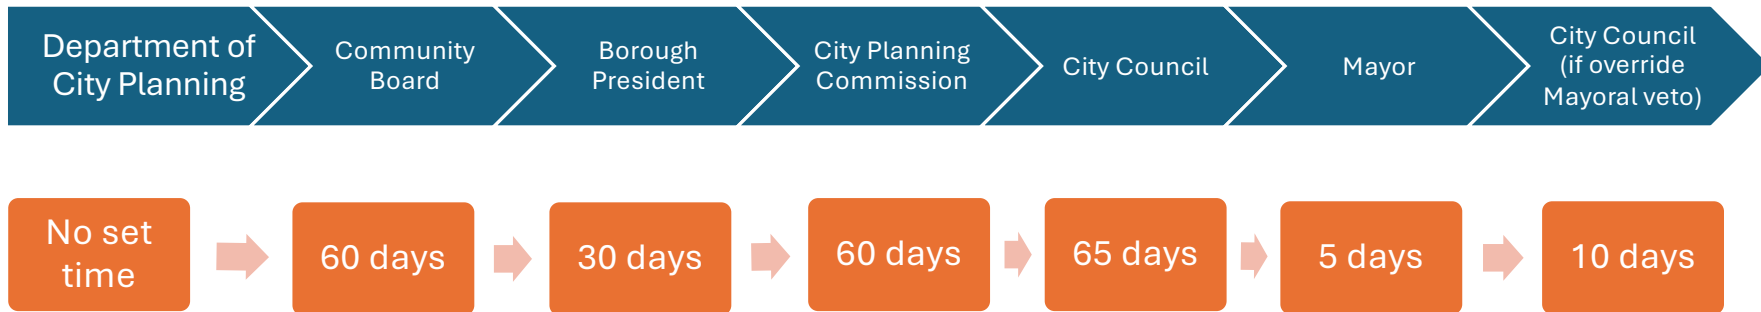 Department of
City Planning
Community
Board
Borough
President
City Planning
Commission
City Council
Mayor
City Council
(if override
Mayoral veto)
No set
time
60 days
30 days
60 days
65 days
5 days
10 days